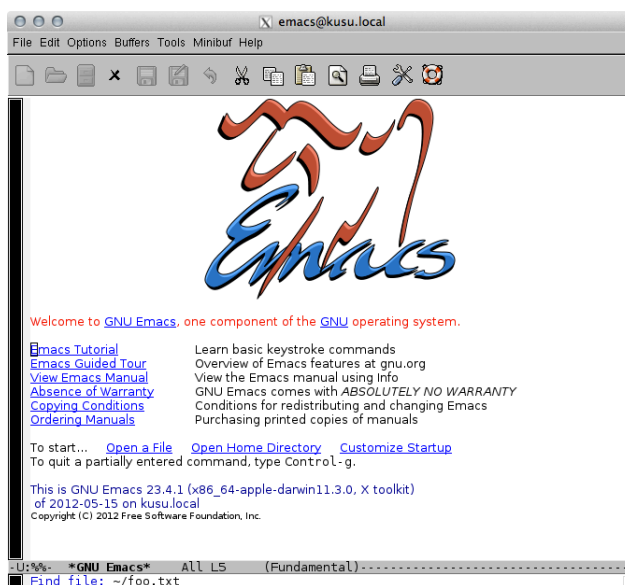 emacs@kusu.local
File Edit Options Buffers Tools Minibuf Help
Emacs
Welcome to GNU Emacs, one component of the GNU operating system.
Emacs Tutorial Learn basic keystroke commands
Emacs Guided Tour Overview of Emacs features at gnu.org
View Emacs Manual View the Emacs manual using Info
Absence of Warranty GNU Emacs comes with ABSOLUTELY NO WARRANTY
Copying Conditions Conditions for redistributing and changing Emacs
Ordering Manuals Purchasing printed copies of manuals
To start... Open a File Open Home Directory Customize Startup
To quit a partially entered command, type Control-g.
This is GNU Emacs 23.4.1 (x86_64-apple-darwin11.3.0, X toolkit)
of 2012-05-15 on kusu.local
Copyright (C) 2012 Free Software Foundation, Inc.
-U:%%- *GNU Emacs* All L5 (Fundamental)-----------------------------------
Find file: ~/foo.txt